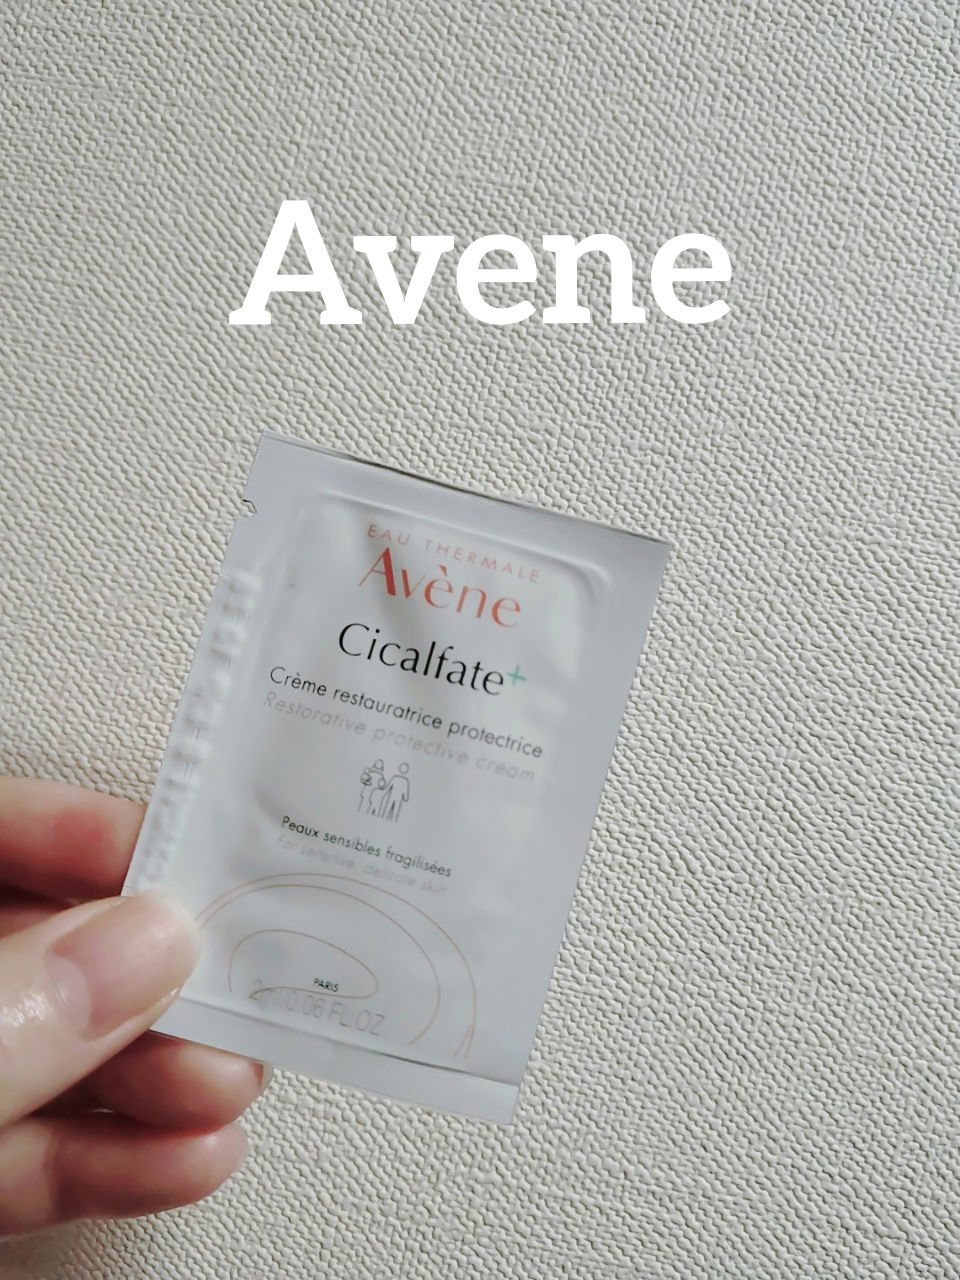 Avene
EAU THERMALE
Avène
Cicalfate+
Crème restauratrice protectrice
Restorative protective cream
Peaux sensibles fragilisées
For sensitive, delicate skin
PARIS
2ml/0.06 FL.OZ.